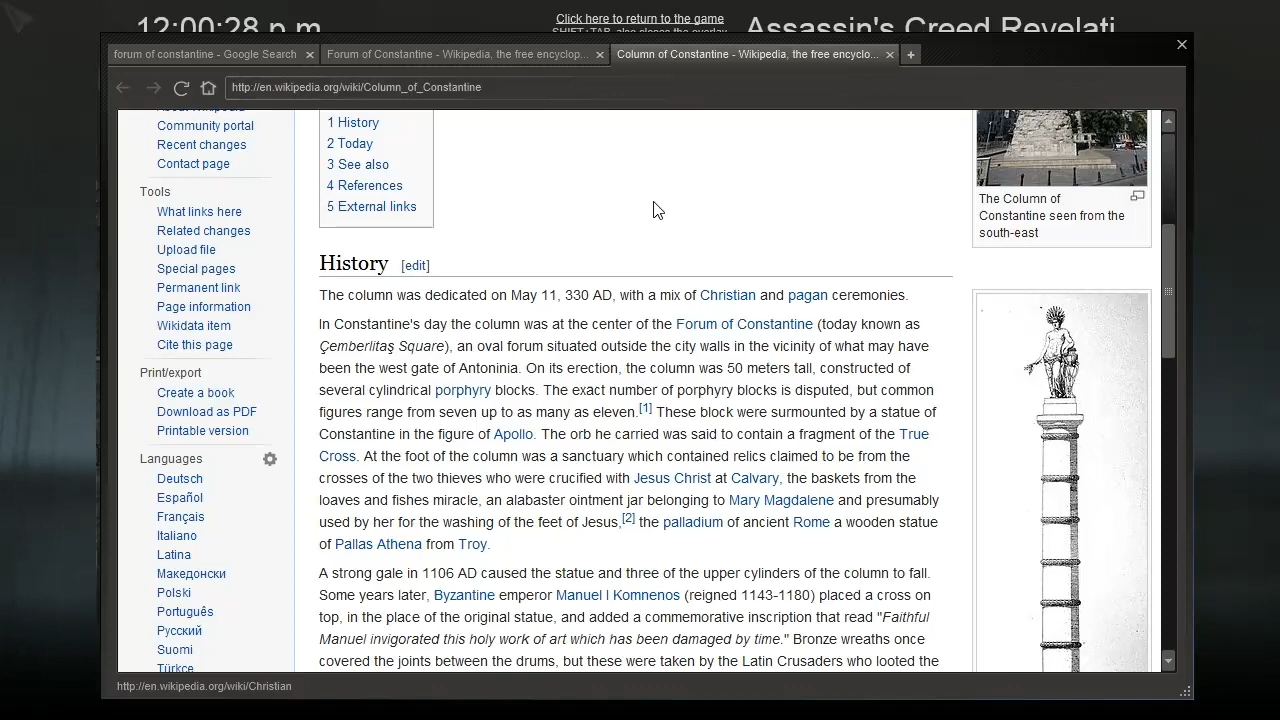 12:00:28 p.m
Click here to return to the game
SHIFT+TAB also closes the overlay
Assassin's Creed Revelati
forum of constantine - Google Search
Forum of Constantine - Wikipedia, the free encyclop...
Column of Constantine - Wikipedia, the free encyclo...
http://en.wikipedia.org/wiki/Column_of_Constantine
About Wikipedia
Community portal
Recent changes
Contact page
Tools
What links here
Related changes
Upload file
Special pages
Permanent link
Page information
Wikidata item
Cite this page
Print/export
Create a book
Download as PDF
Printable version
Languages
Deutsch
Español
Français
Italiano
Latina
Македонски
Polski
Português
Русский
Suomi
Türkçe
1 History
2 Today
3 See also
4 References
5 External links
History [edit]
The column was dedicated on May 11, 330 AD, with a mix of Christian and pagan ceremonies.
In Constantine's day the column was at the center of the Forum of Constantine (today known as
Çemberlitaş Square), an oval forum situated outside the city walls in the vicinity of what may have
been the west gate of Antoninia. On its erection, the column was 50 meters tall, constructed of
several cylindrical porphyry blocks. The exact number of porphyry blocks is disputed, but common
figures range from seven up to as many as eleven.[1] These block were surmounted by a statue of
Constantine in the figure of Apollo. The orb he carried was said to contain a fragment of the True
Cross. At the foot of the column was a sanctuary which contained relics claimed to be from the
crosses of the two thieves who were crucified with Jesus Christ at Calvary, the baskets from the
loaves and fishes miracle, an alabaster ointment jar belonging to Mary Magdalene and presumably
used by her for the washing of the feet of Jesus,[2] the palladium of ancient Rome a wooden statue
of Pallas Athena from Troy.
A strong gale in 1106 AD caused the statue and three of the upper cylinders of the column to fall.
Some years later, Byzantine emperor Manuel I Komnenos (reigned 1143-1180) placed a cross on
top, in the place of the original statue, and added a commemorative inscription that read "Faithful
Manuel invigorated this holy work of art which has been damaged by time." Bronze wreaths once
covered the joints between the drums, but these were taken by the Latin Crusaders who looted the
The Column of
Constantine seen from the
south-east
http://en.wikipedia.org/wiki/Christian